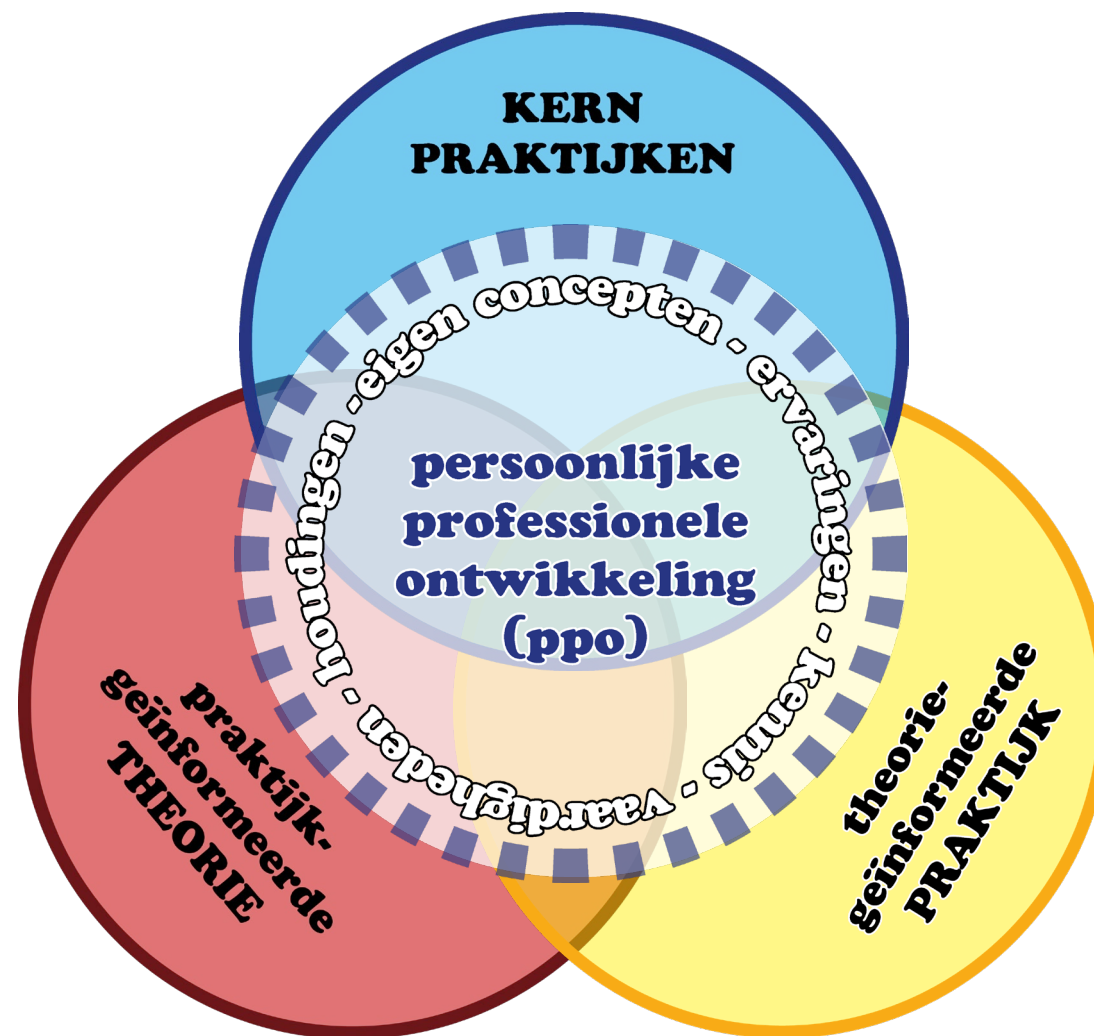 KERN
PRAKTIJKEN
eigen concepten - ervaringen - kennis - vaardigheden - houdingen -
persoonlijke
professionele
ontwikkeling
(ppo)
praktijk-
geïnformeerde
THEORIE
theorie-
geïnformeerde
PRAKTIJK